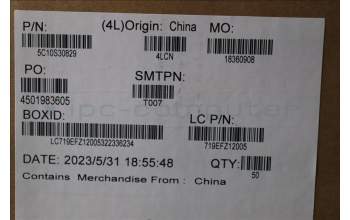 P/N: (4L)Origin: China MO:
5C10S30829 4LCN 18360908
PO: SMTPN:
4501983605 T007
BOXID: LC P/N:
LC719EFZ12005322336234 719EFZ12005
DATE: 2023/5/31 18:55:48 QTY:
50
Contains Merchandise From : China